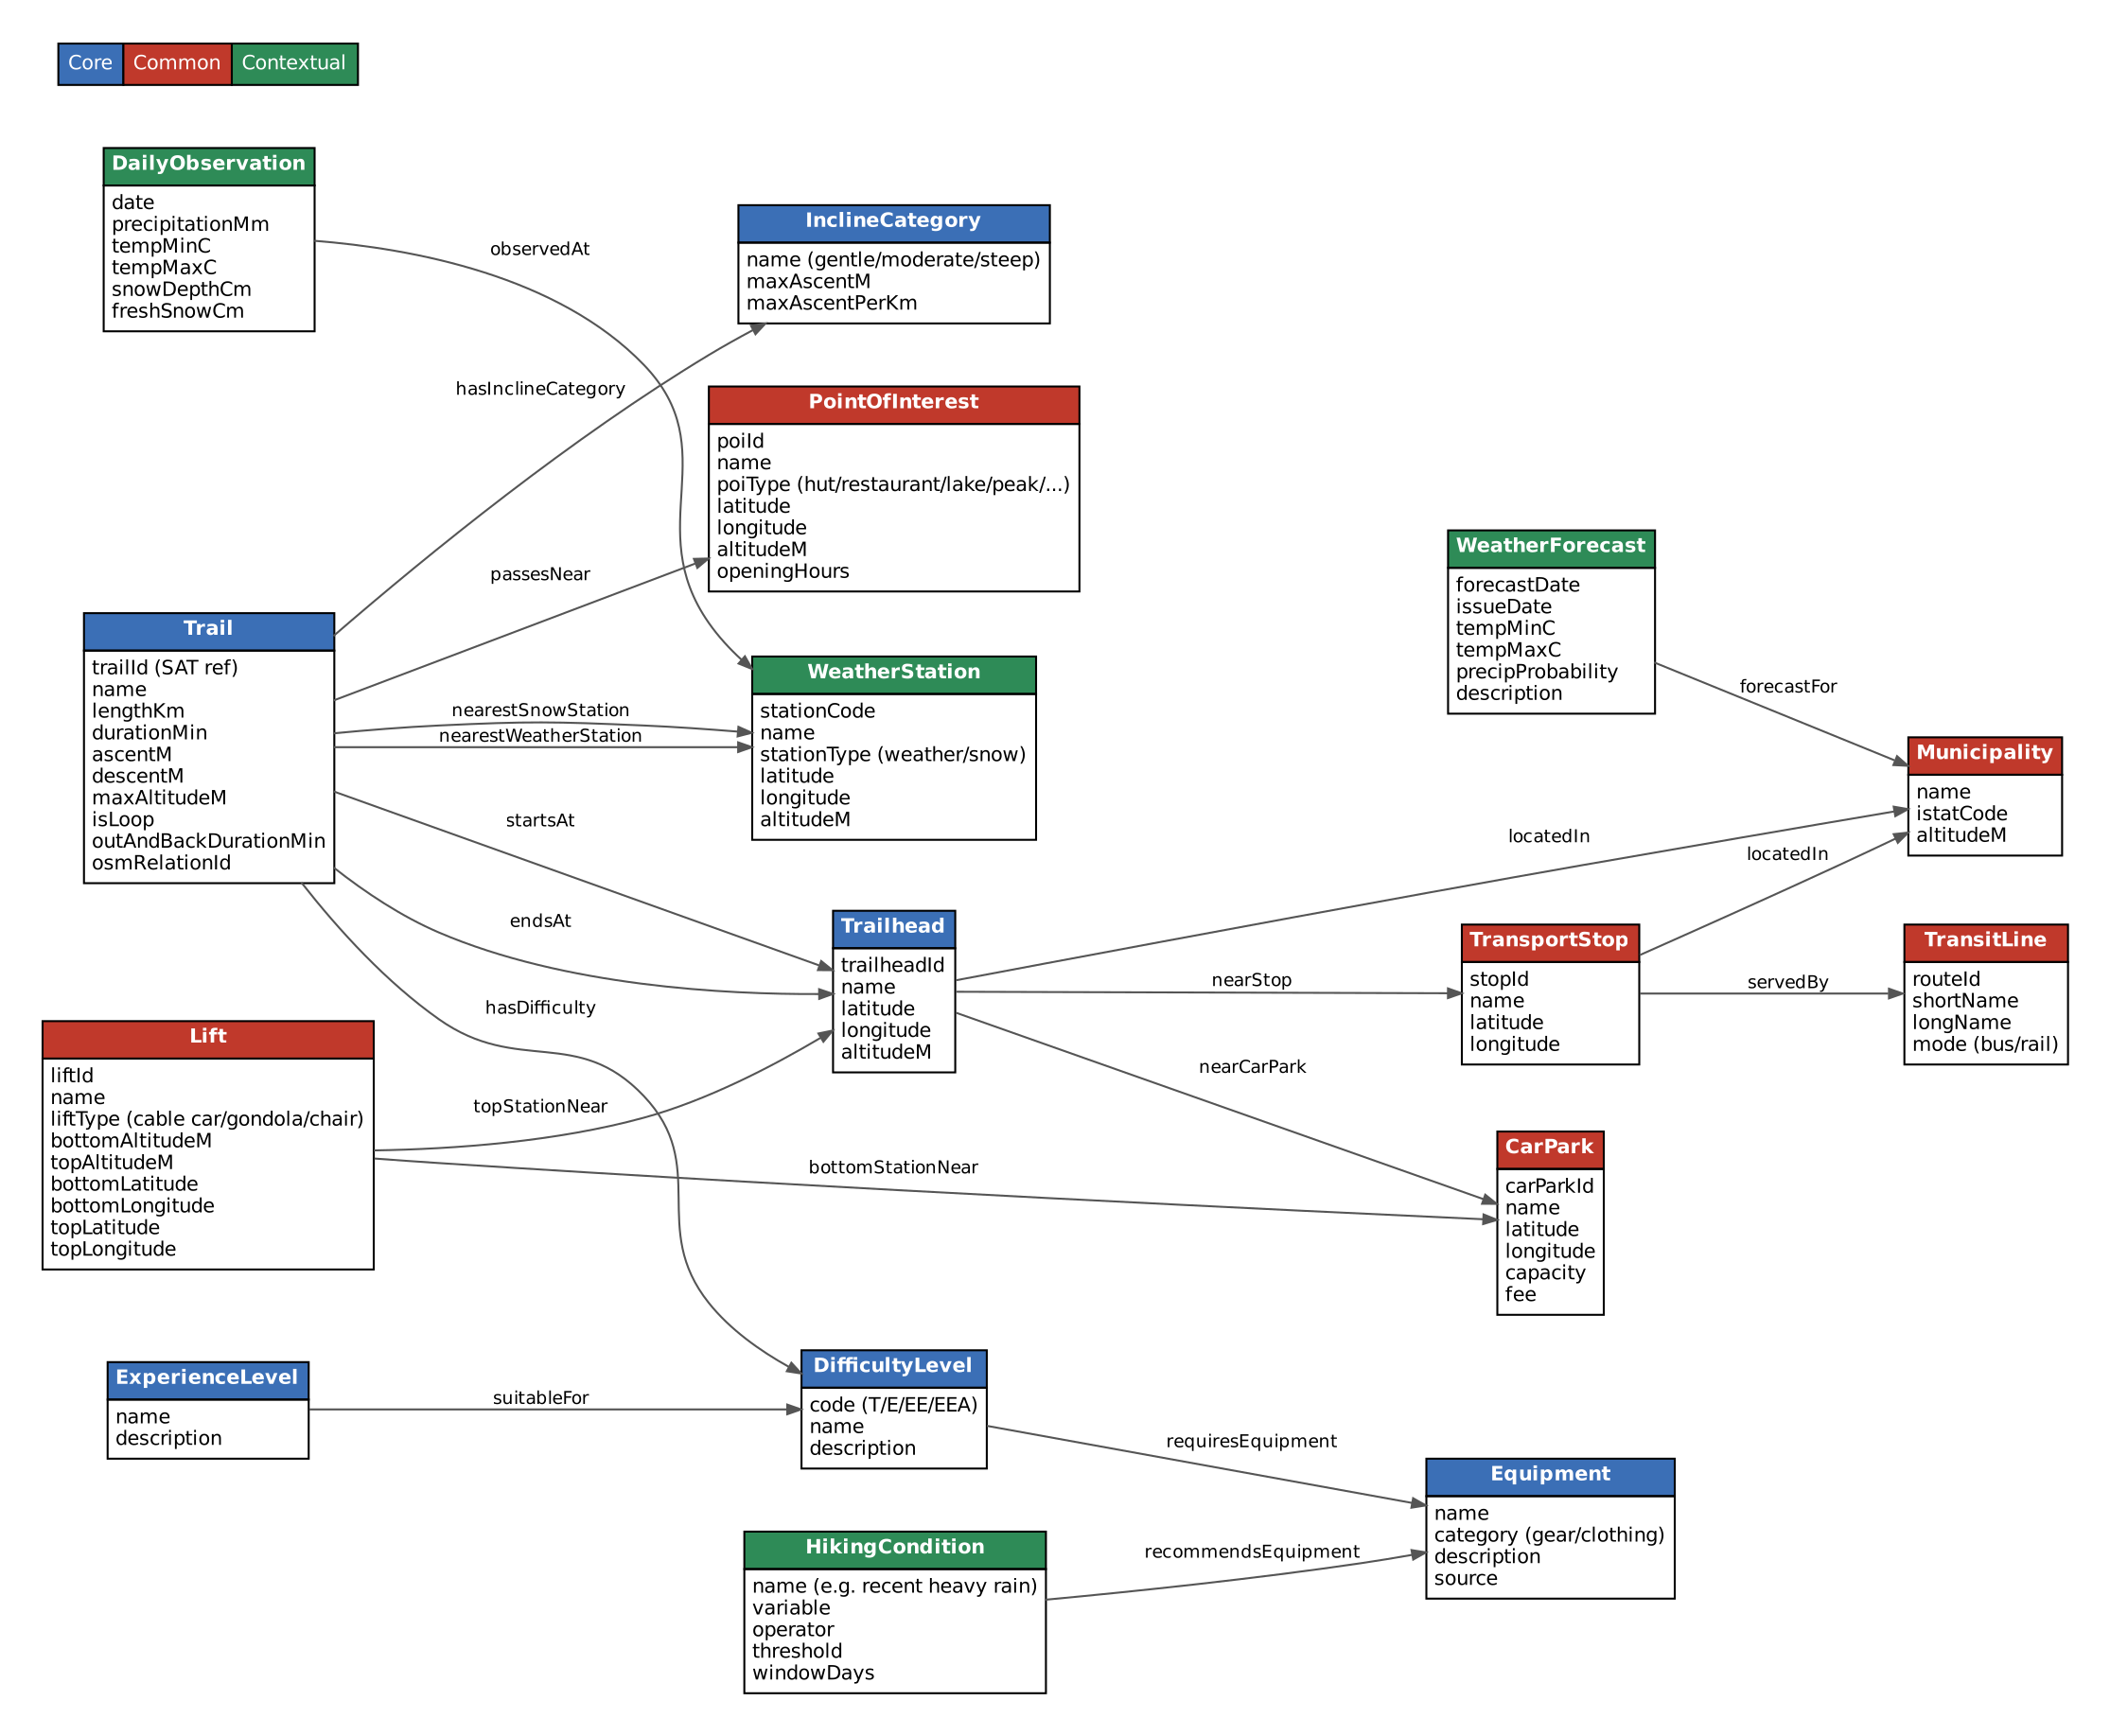 Core Common Contextual
DailyObservation
date
precipitationMm
tempMinC
tempMaxC
snowDepthCm
freshSnowCm
observedAt
InclineCategory
name (gentle/moderate/steep)
maxAscentM
maxAscentPerKm
hasInclineCategory
PointOfInterest
poiId
name
poiType (hut/restaurant/lake/peak/...)
latitude
longitude
altitudeM
openingHours
passesNear
Trail
trailId (SAT ref)
name
lengthKm
durationMin
ascentM
descentM
maxAltitudeM
isLoop
outAndBackDurationMin
osmRelationId
nearestSnowStation
nearestWeatherStation
WeatherStation
stationCode
name
stationType (weather/snow)
latitude
longitude
altitudeM
WeatherForecast
forecastDate
issueDate
tempMinC
tempMaxC
precipProbability
description
forecastFor
Municipality
name
istatCode
altitudeM
startsAt
endsAt
Trailhead
trailheadId
name
latitude
longitude
altitudeM
locatedIn
locatedIn
nearStop
TransportStop
stopId
name
latitude
longitude
servedBy
TransitLine
routeId
shortName
longName
mode (bus/rail)
hasDifficulty
Lift
liftId
name
liftType (cable car/gondola/chair)
bottomAltitudeM
topAltitudeM
bottomLatitude
bottomLongitude
topLatitude
topLongitude
topStationNear
bottomStationNear
nearCarPark
CarPark
carParkId
name
latitude
longitude
capacity
fee
ExperienceLevel
name
description
suitableFor
DifficultyLevel
code (T/E/EE/EEA)
name
description
requiresEquipment
Equipment
name
category (gear/clothing)
description
source
HikingCondition
name (e.g. recent heavy rain)
variable
operator
threshold
windowDays
recommendsEquipment